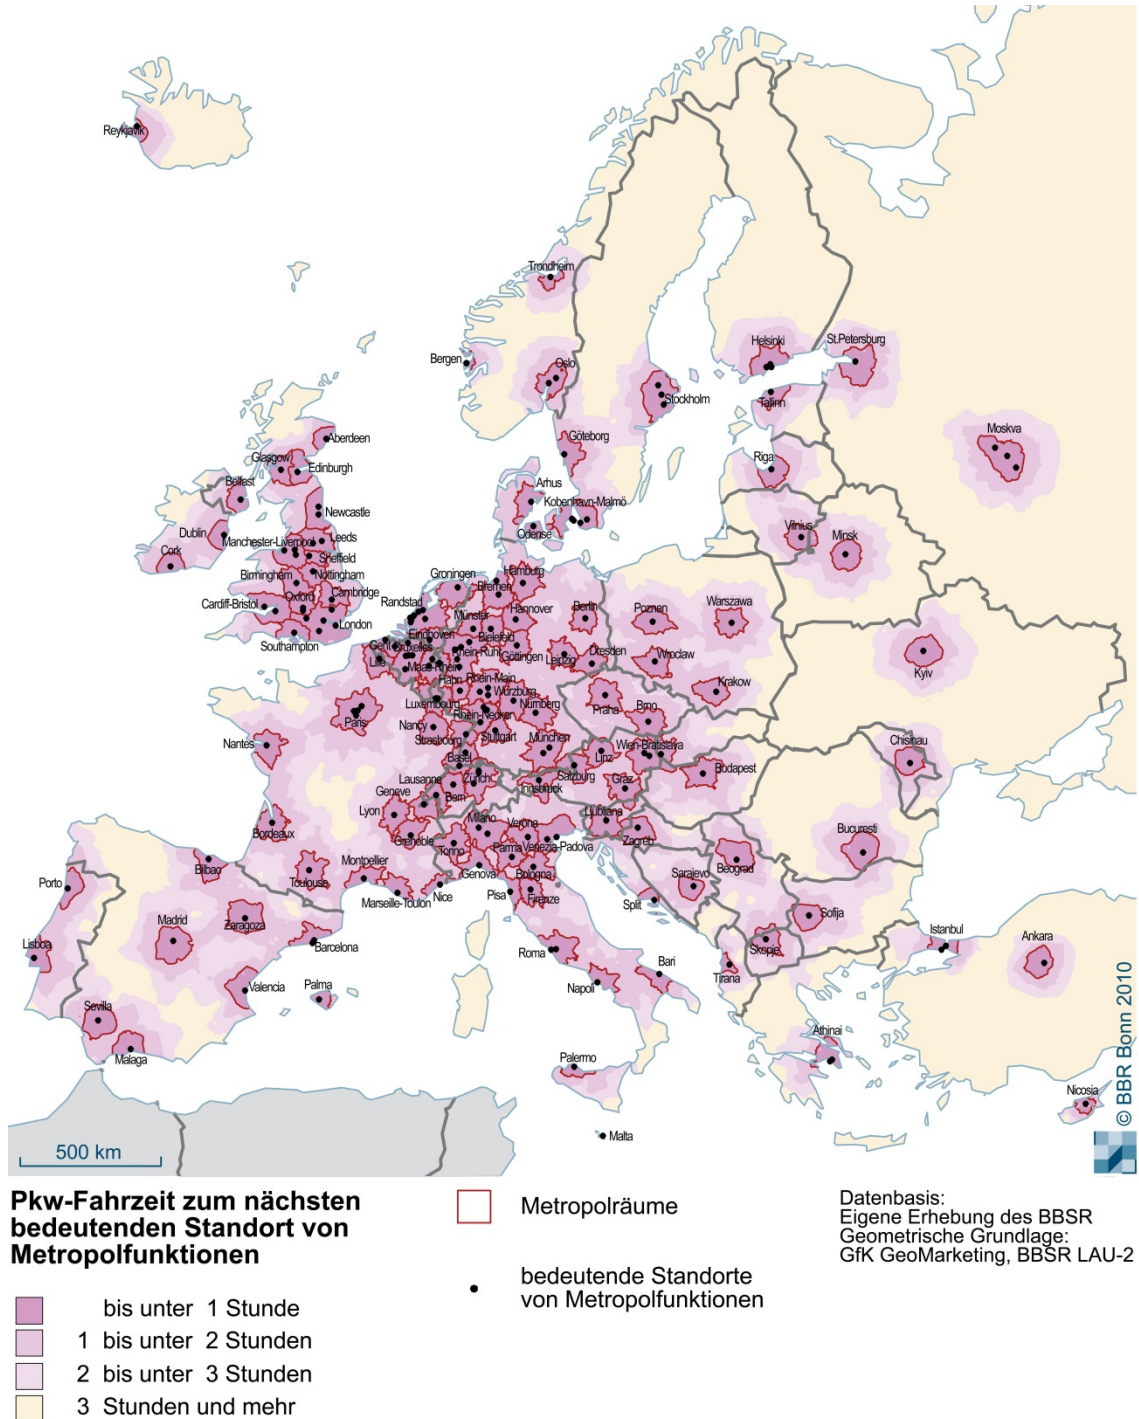 Reykjavik
Trondheim
Bergen
Oslo
Helsinki
St.Petersburg
Stockholm
Tallinn
Moskva
Göteborg
Riga
Aberdeen
Glasgow
Edinburgh
Belfast
Arhus
Kobenhavn-Malmö
Odense
Newcastle
Dublin
Manchester-Liverpool
Leeds
Vilnius
Minsk
Cork
Sheffield
Birmingham
Nottingham
Groningen
Hamburg
Bremen
Cardiff-Bristol
Oxford
Cambridge
Randstad
Hannover
Berlin
Poznan
Warszawa
London
Münster
Southampton
Eindhoven
Bielefeld
Gent
Bruxelles
Rhein-Ruhr
Göttingen
Leipzig
Dresden
Wroclaw
Kyiv
Lille
Maas-Rhein
Hahn
Rhein-Main
Würzburg
Krakow
Luxembourg
Nürnberg
Praha
Brno
Paris
Rhein-Neckar
Nancy
Strasbourg
Stuttgart
München
Nantes
Linz
Wien-Bratislava
Chisinau
Basel
Salzburg
Budapest
Lausanne
Zürich
Innsbruck
Graz
Geneve
Bern
Lyon
Ljubljana
Bordeaux
Milano
Verona
Zagreb
Bucuresti
Grenoble
Torino
Parma
Venezia-Padova
Montpellier
Genova
Bologna
Beograd
Bilbao
Toulouse
Sarajevo
Porto
Marseille-Toulon
Nice
Pisa
Firenze
Split
Madrid
Zaragoza
Sofija
Lisboa
Barcelona
Roma
Skopje
Istanbul
Ankara
Bari
Tirana
Palma
Valencia
Napoli
Sevilla
Athinai
Malaga
Palermo
Nicosia
Malta
500 km
© BBR Bonn 2010
Pkw-Fahrzeit zum nächsten
bedeutenden Standort von
Metropolfunktionen
bis unter 1 Stunde
1 bis unter 2 Stunden
2 bis unter 3 Stunden
3 Stunden und mehr
Metropolräume
bedeutende Standorte
von Metropolfunktionen
Datenbasis:
Eigene Erhebung des BBSR
Geometrische Grundlage:
GfK GeoMarketing, BBSR LAU-2